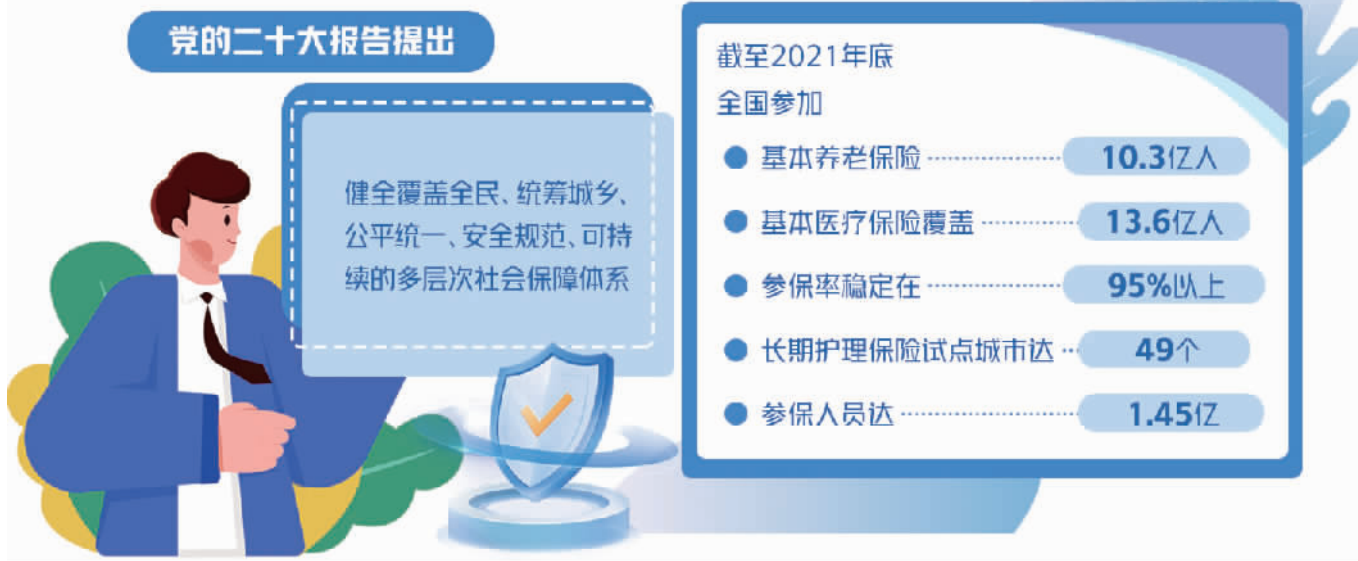 党的二十大报告提出
健全覆盖全民、统筹城乡、
公平统一、安全规范、可持
续的多层次社会保障体系
截至2021年底
全国参加
基本养老保险 10.3亿人
基本医疗保险覆盖 13.6亿人
参保率稳定在 95%以上
长期护理保险试点城市达 49个
参保人员达 1.45亿